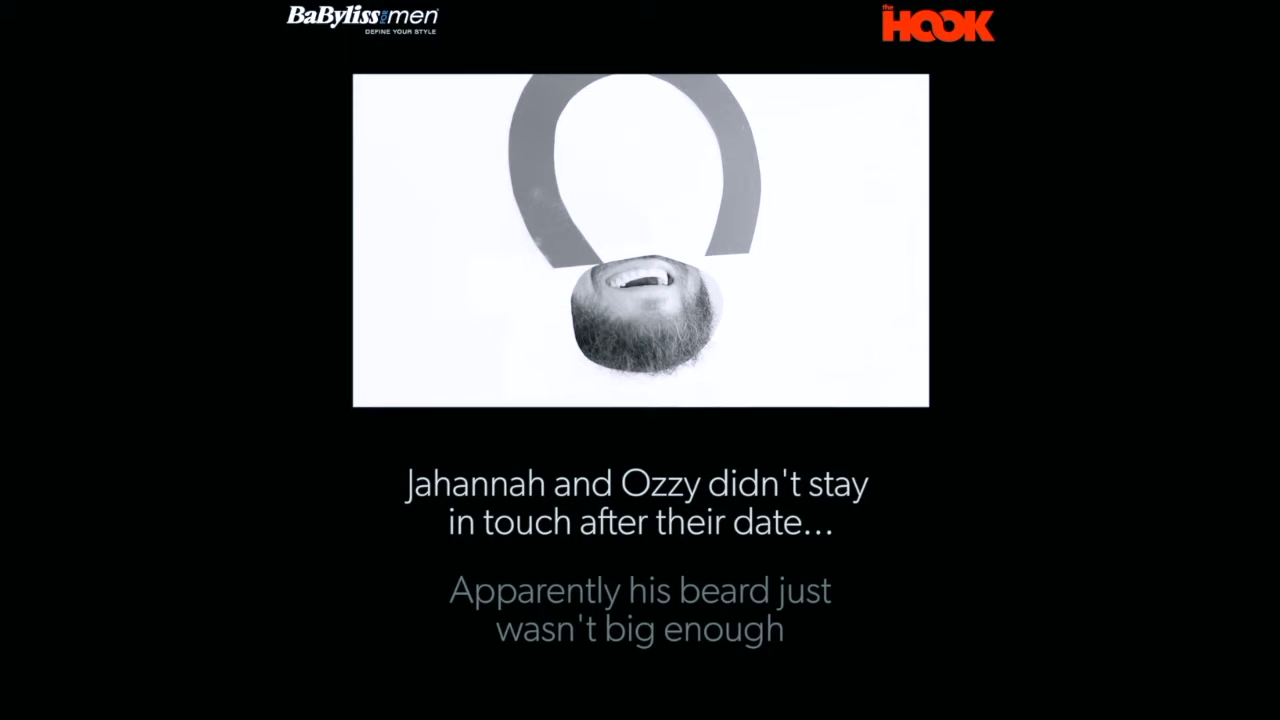 BaByliss FOR men
DEFINE YOUR STYLE
the
HOOK
Jahannah and Ozzy didn't stay
in touch after their date...
Apparently his beard just
wasn't big enough